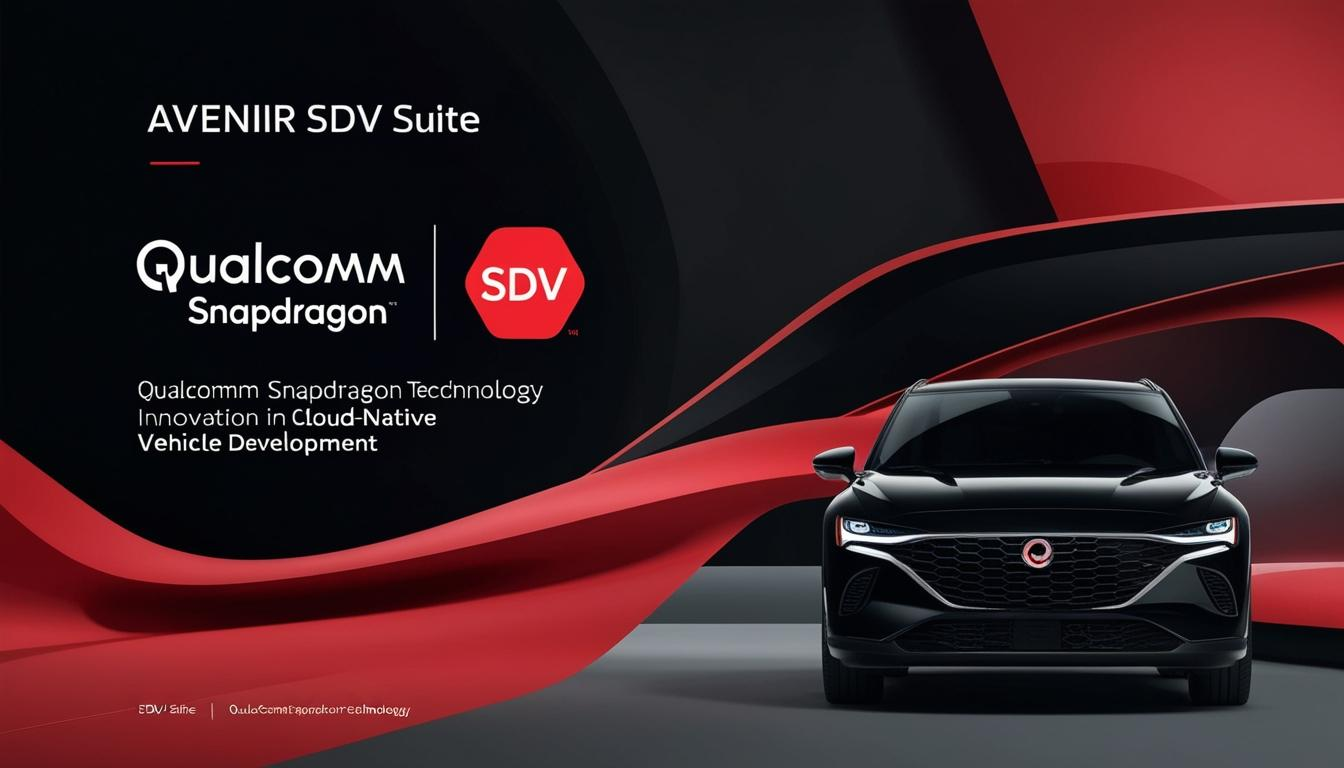 AVENIIR SDV Suite
Qualcomm
Snapdragon
SDV
Qualcomm Snapdragon Technology
Innovation in Cloud-Native
Vehicle Development